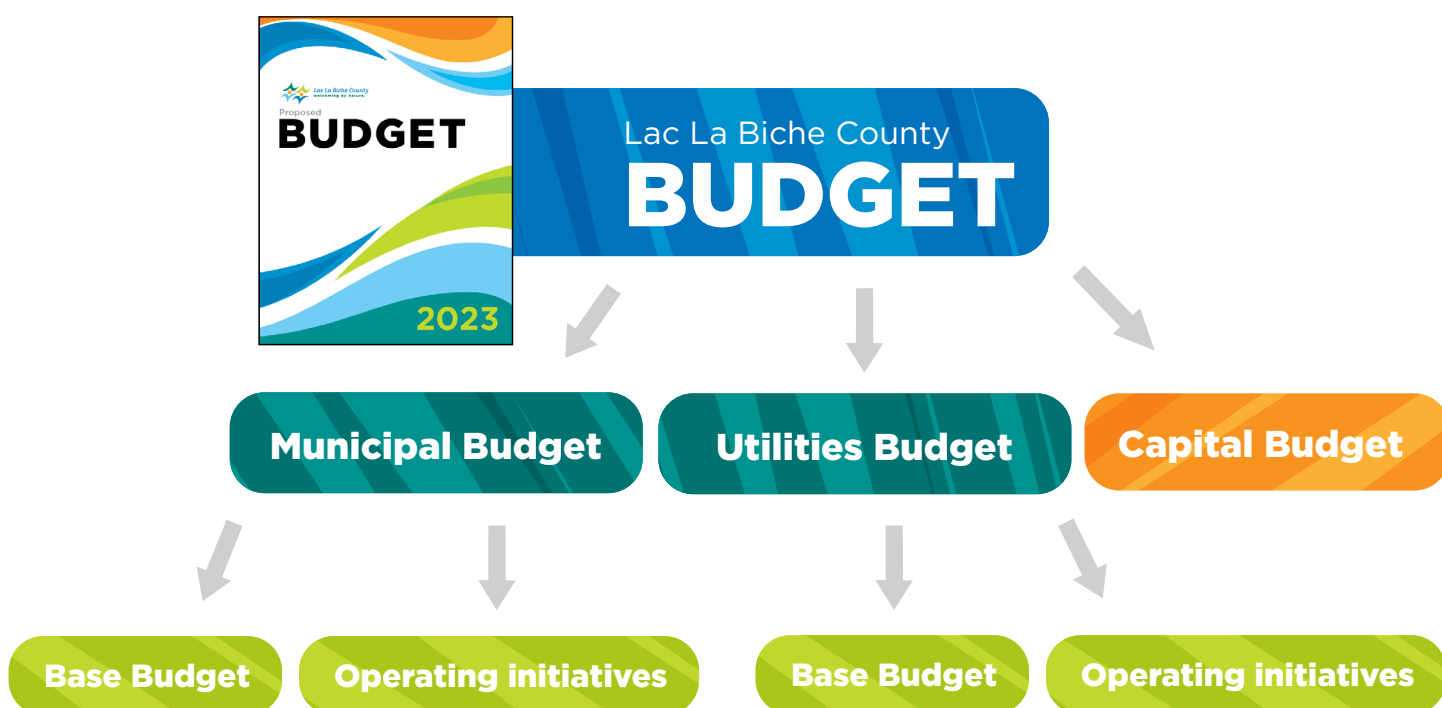 Lac La Biche County
welcoming by nature.
Proposed
BUDGET
2023
Lac La Biche County
BUDGET
Municipal Budget
Utilities Budget
Capital Budget
Base Budget
Operating initiatives
Base Budget
Operating initiatives